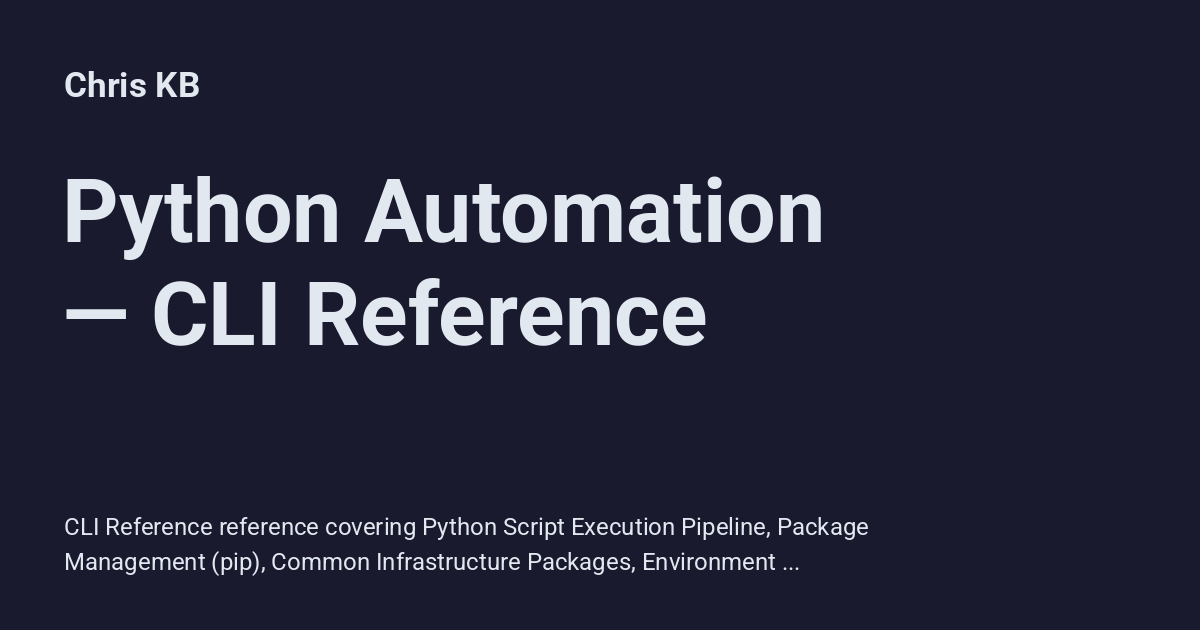 Chris KB
Python Automation
— CLI Reference
CLI Reference reference covering Python Script Execution Pipeline, Package
Management (pip), Common Infrastructure Packages, Environment ...